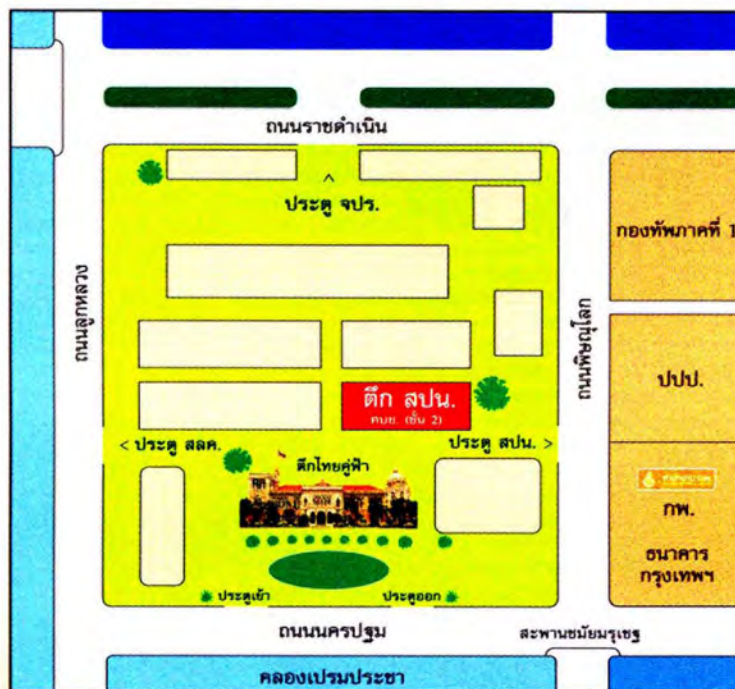 ถนนราชดำเนิน
ประตู จปร.
กองทัพภาคที่ 1
ถนนลูกหลวง
ถนนพิษณุโลก
ปปป.
ตึก สปน.
คบช. (ชั้น 2)
< ประตู สลค.
ประตู สปน. >
ตึกไทยคู่ฟ้า
กพ.
ธนาคาร
กรุงเทพฯ
ประตูเข้า
ประตูออก
ถนนนครปฐม
สะพานชมัยมรุเชฐ
คลองเปรมประชา